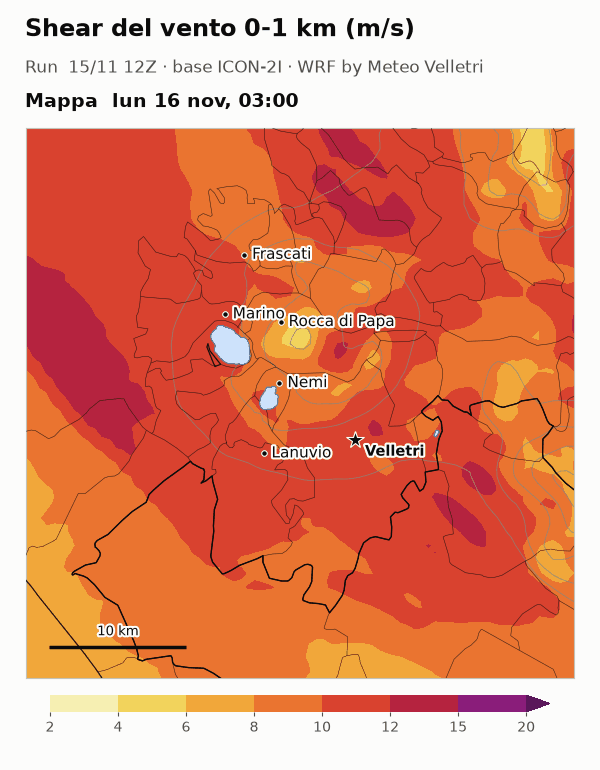 Shear del vento 0-1 km (m/s)
Run  15/11 12Z · base ICON-2I · WRF by Meteo Velletri
Mappa  lun 16 nov, 03:00
Frascati
Marino
Rocca di Papa
Nemi
Velletri
Lanuvio
10 km
2 4 6 8 10 12 15 20